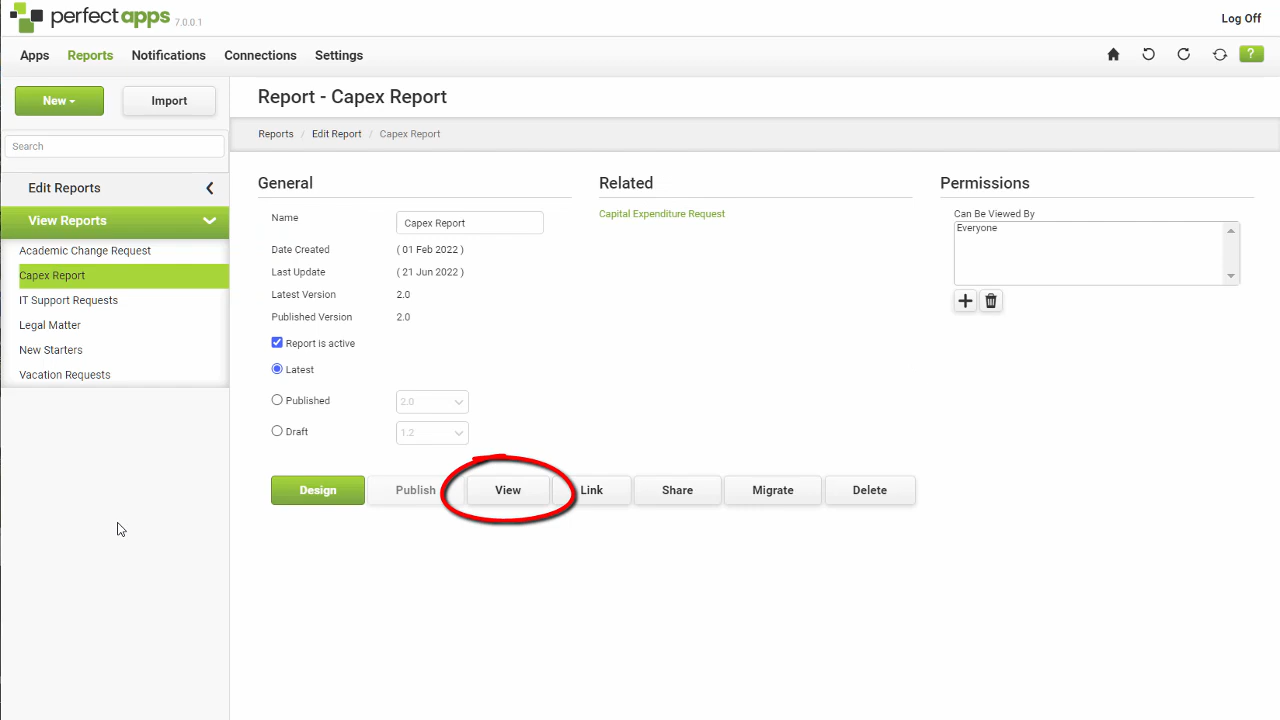 perfect apps 7.0.0.1
Log Off
Apps Reports Notifications Connections Settings
?
New Import
Search
Edit Reports
View Reports
Academic Change Request
Capex Report
IT Support Requests
Legal Matter
New Starters
Vacation Requests
Report - Capex Report
Reports / Edit Report / Capex Report
General
Name Capex Report
Date Created ( 01 Feb 2022 )
Last Update ( 21 Jun 2022 )
Latest Version 2.0
Published Version 2.0
Report is active
Latest
Published 2.0
Draft 1.2
Related
Capital Expenditure Request
Permissions
Can Be Viewed By
Everyone
Design Publish View Link Share Migrate Delete